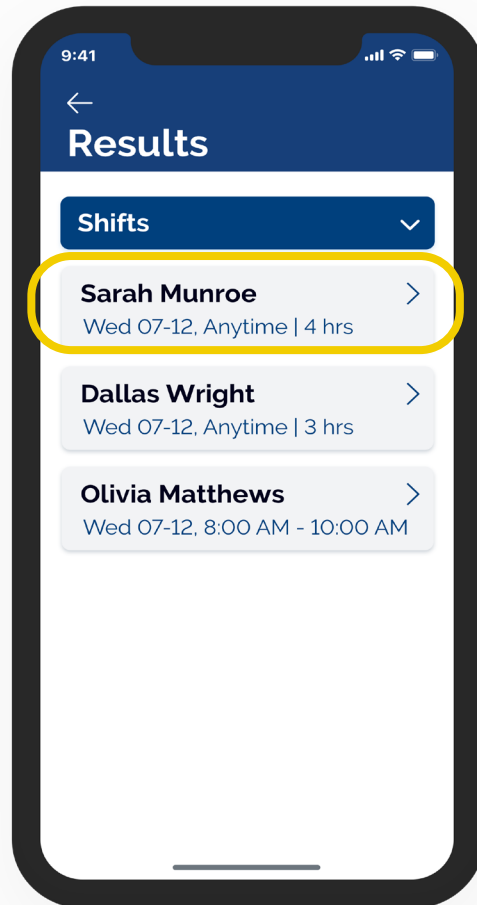 9:41
Results
Shifts
Sarah Munroe
Wed 07-12, Anytime | 4 hrs
Dallas Wright
Wed 07-12, Anytime | 3 hrs
Olivia Matthews
Wed 07-12, 8:00 AM - 10:00 AM